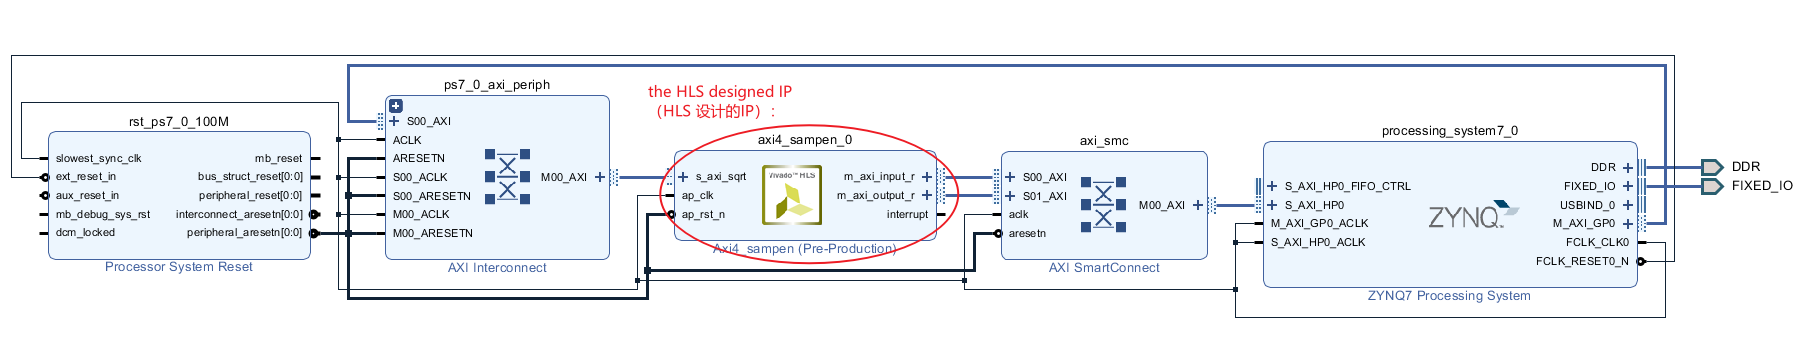 the HLS designed IP
（HLS 设计的IP）：
rst_ps7_0_100M
slowest_sync_clk
ext_reset_in
aux_reset_in
mb_debug_sys_rst
dcm_locked
mb_reset
bus_struct_reset[0:0]
peripheral_reset[0:0]
interconnect_aresetn[0:0]
peripheral_aresetn[0:0]
Processor System Reset
ps7_0_axi_periph
S00_AXI
ACLK
ARESETN
S00_ACLK
S00_ARESETN
M00_ACLK
M00_ARESETN
M00_AXI
AXI Interconnect
axi4_sampen_0
s_axi_sqrt
ap_clk
ap_rst_n
Vivado™ HLS
m_axi_input_r
m_axi_output_r
interrupt
Axi4_sampen (Pre-Production)
axi_smc
S00_AXI
S01_AXI
aclk
aresetn
M00_AXI
AXI SmartConnect
processing_system7_0
S_AXI_HP0_FIFO_CTRL
S_AXI_HP0
M_AXI_GP0_ACLK
S_AXI_HP0_ACLK
ZYNQ
DDR
FIXED_IO
USBIND_0
M_AXI_GP0
FCLK_CLK0
FCLK_RESET0_N
ZYNQ7 Processing System
DDR
FIXED_IO